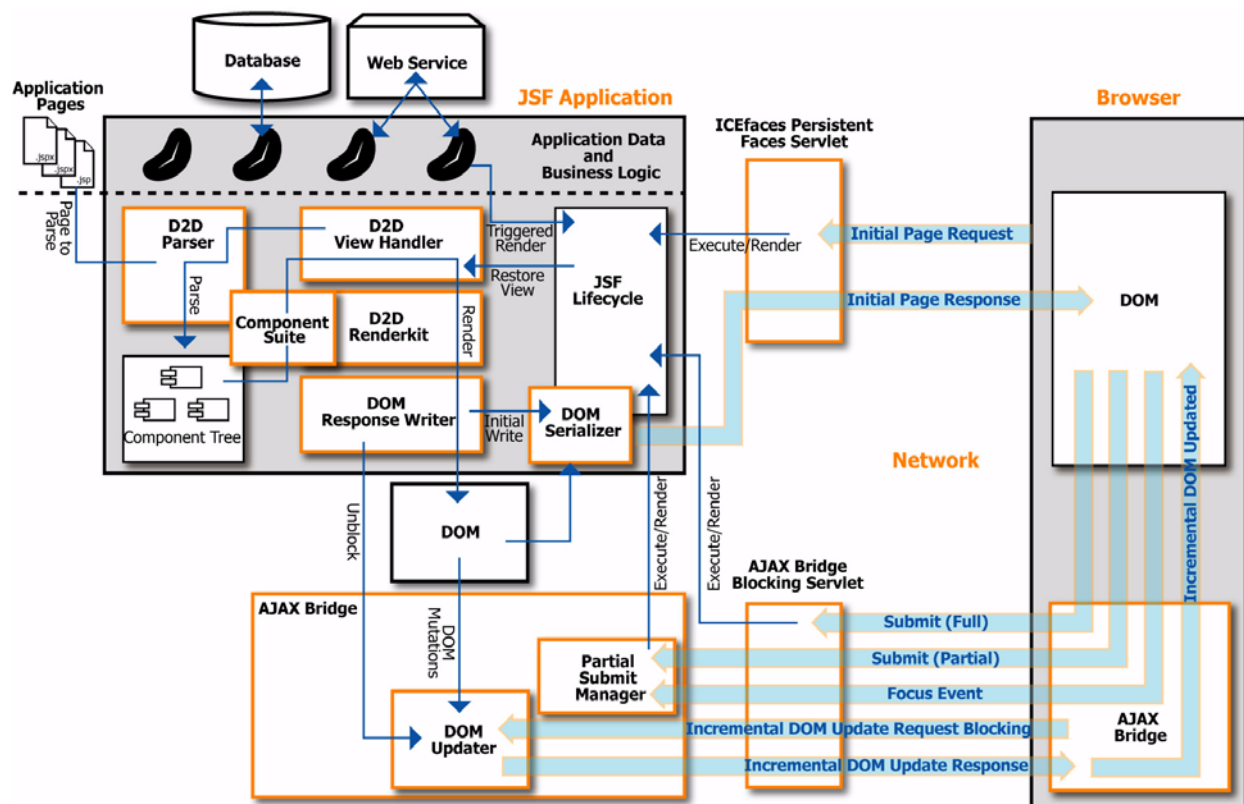 Database
Web Service
Application
Pages
JSF Application
Browser
.jspx
.jspx
.jsp
Application Data
and
Business Logic
ICEfaces Persistent
Faces Servlet
Page to
Parse
D2D
Parser
D2D
View Handler
Triggered
Render
Execute/Render
Initial Page Request
Restore
View
JSF
Lifecycle
Initial Page Response
DOM
Parse
Component
Suite
D2D
Renderkit
Render
Component Tree
DOM
Response Writer
Initial
Write
DOM
Serializer
Network
Incremental DOM Updated
Unblock
DOM
Execute/Render
Execute/Render
AJAX Bridge
Blocking Servlet
AJAX Bridge
DOM
Mutations
Submit (Full)
Partial
Submit
Manager
Submit (Partial)
Focus Event
DOM
Updater
Incremental DOM Update Request Blocking
AJAX
Bridge
Incremental DOM Update Response